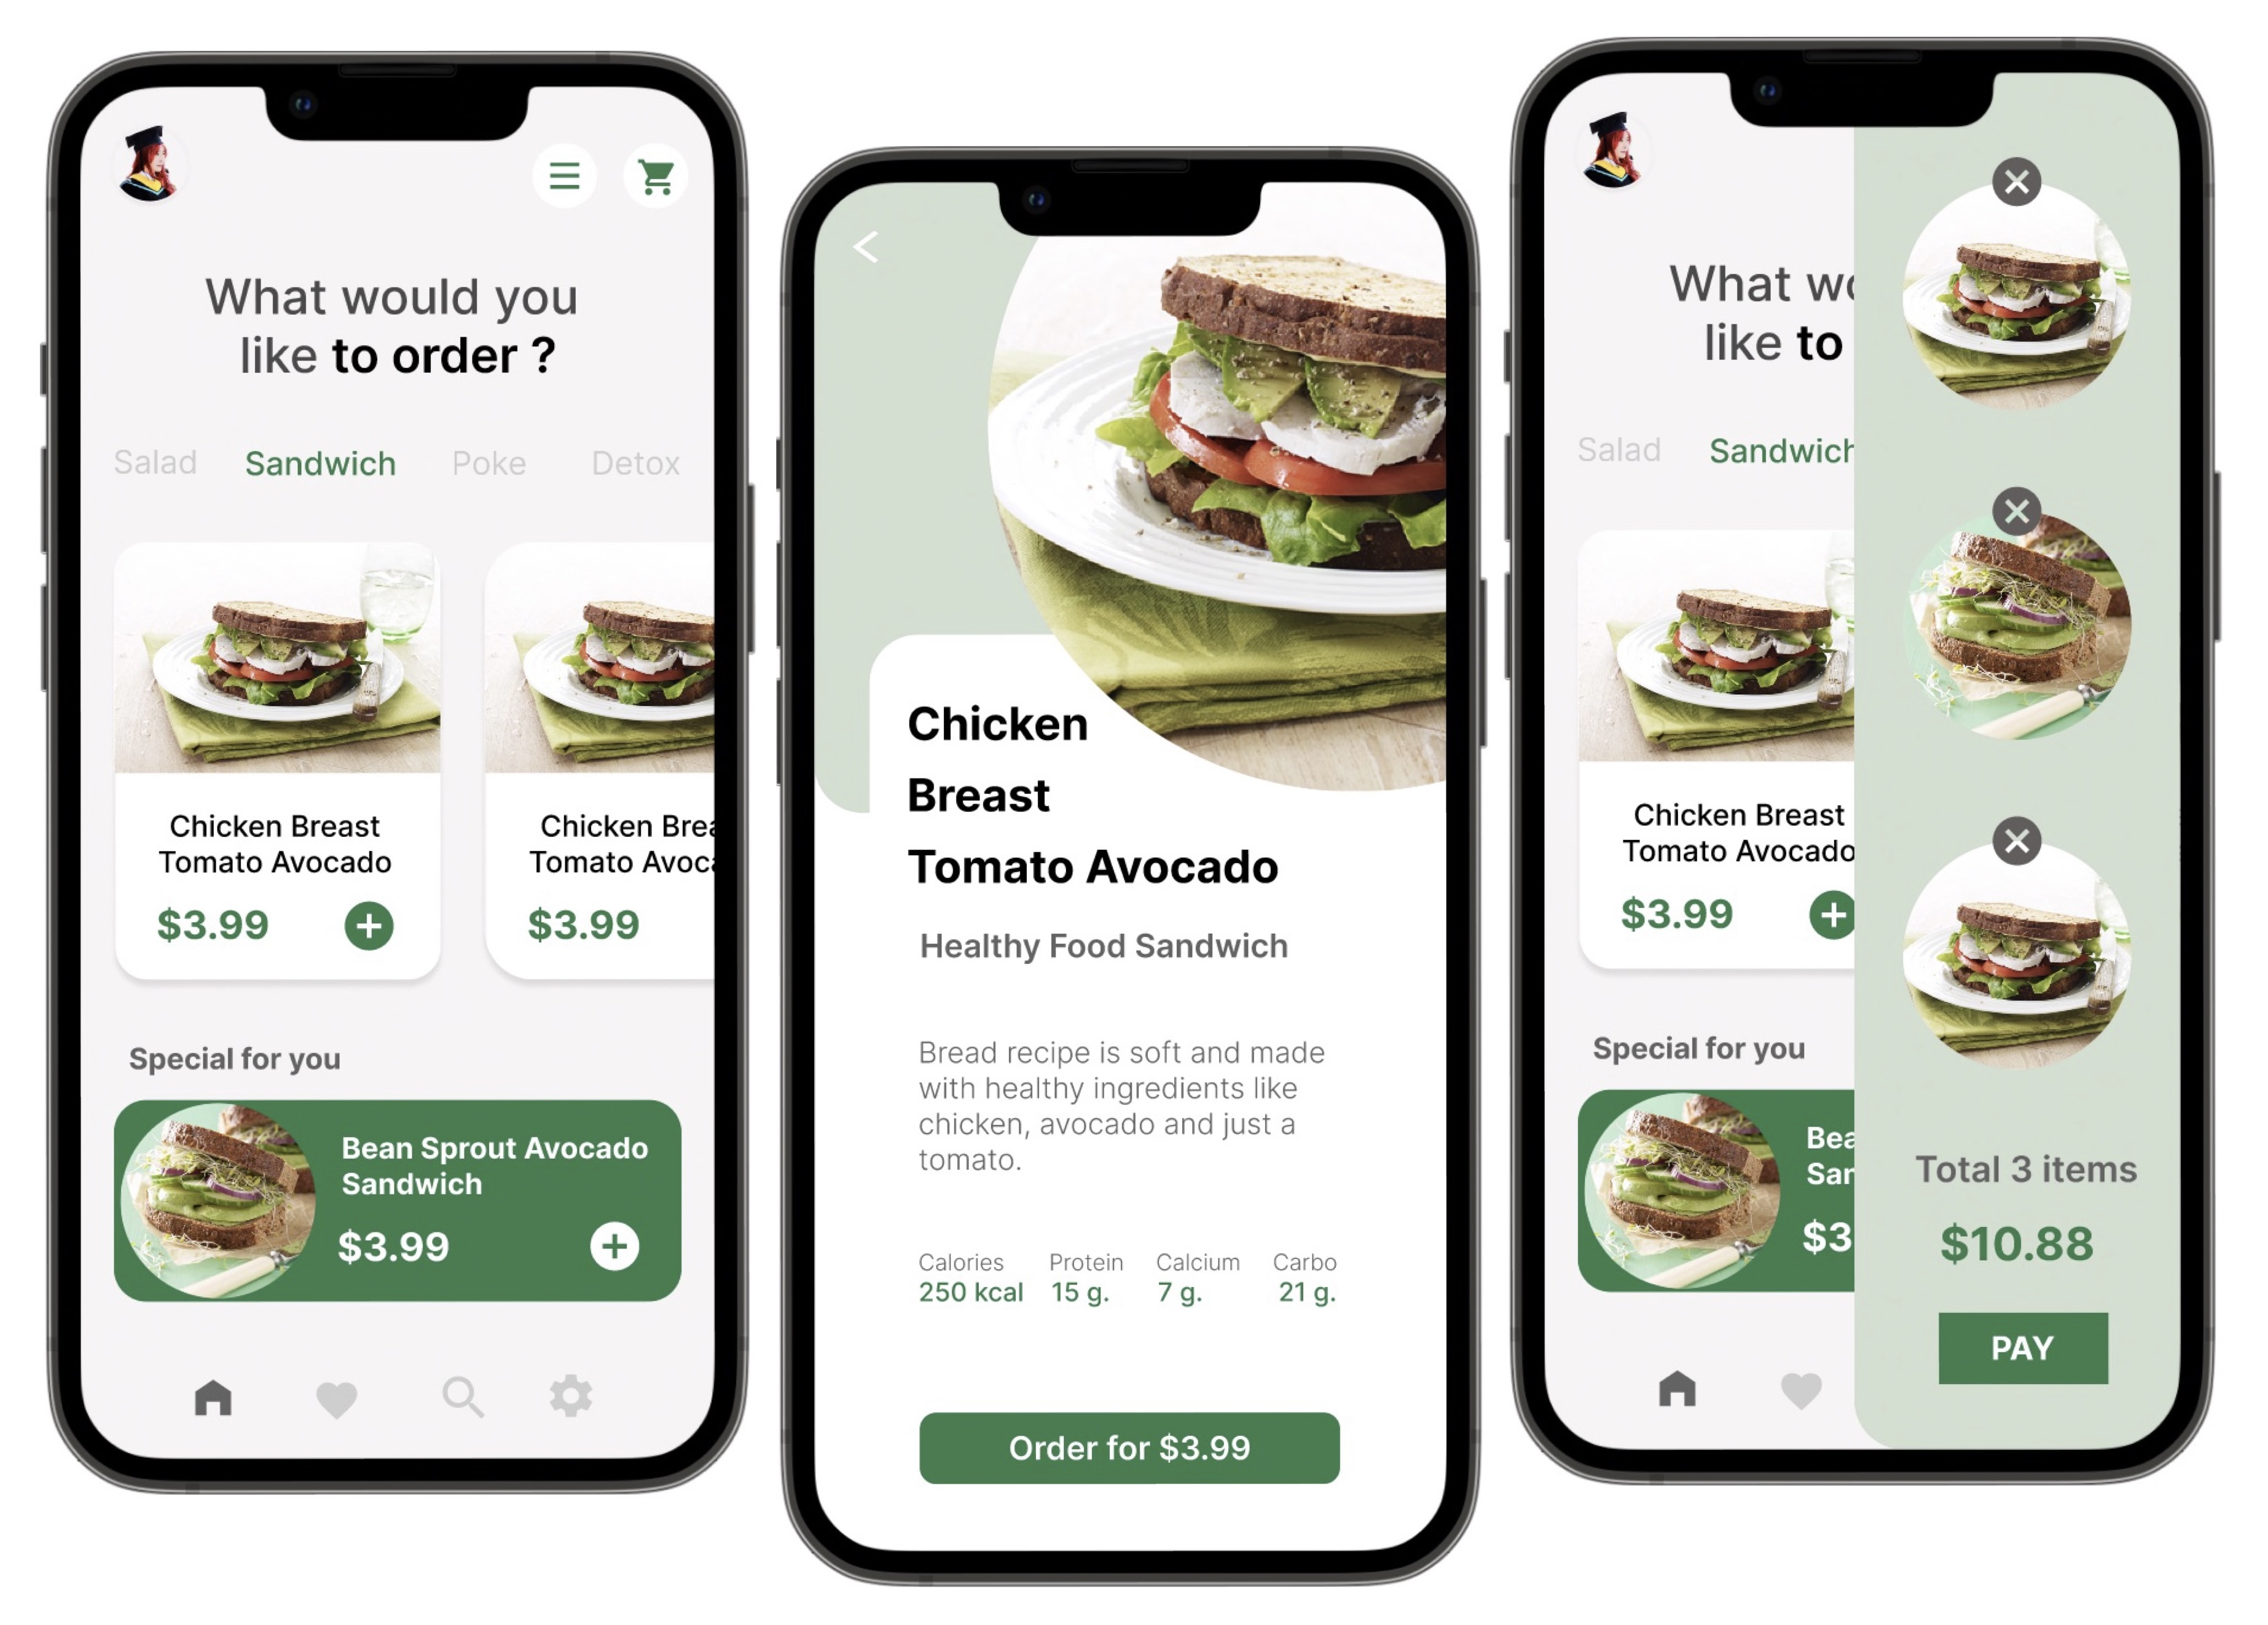 What would you
like to order ?
Salad Sandwich Poke Detox
Chicken Breast
Tomato Avocado
$3.99
Chicken Brea
Tomato Avoca
$3.99
Special for you
Bean Sprout Avocado
Sandwich
$3.99
Chicken
Breast
Tomato Avocado
Healthy Food Sandwich
Bread recipe is soft and made
with healthy ingredients like
chicken, avocado and just a
tomato.
Calories Protein Calcium Carbo
250 kcal 15 g. 7 g. 21 g.
Order for $3.99
What wo
like to
Salad Sandwich
Chicken Breast
Tomato Avocado
$3.99
Special for you
Bea
San
$3
Total 3 items
$10.88
PAY